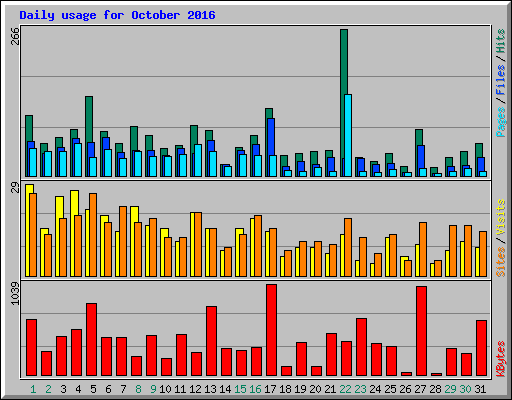 Daily usage for October 2016
266
Pages / Files / Hits
29
Sites / Visits
1039
KBytes
1 2 3 4 5 6 7 8 9 10 11 12 13 14 15 16 17 18 19 20 21 22 23 24 25 26 27 28 29 30 31